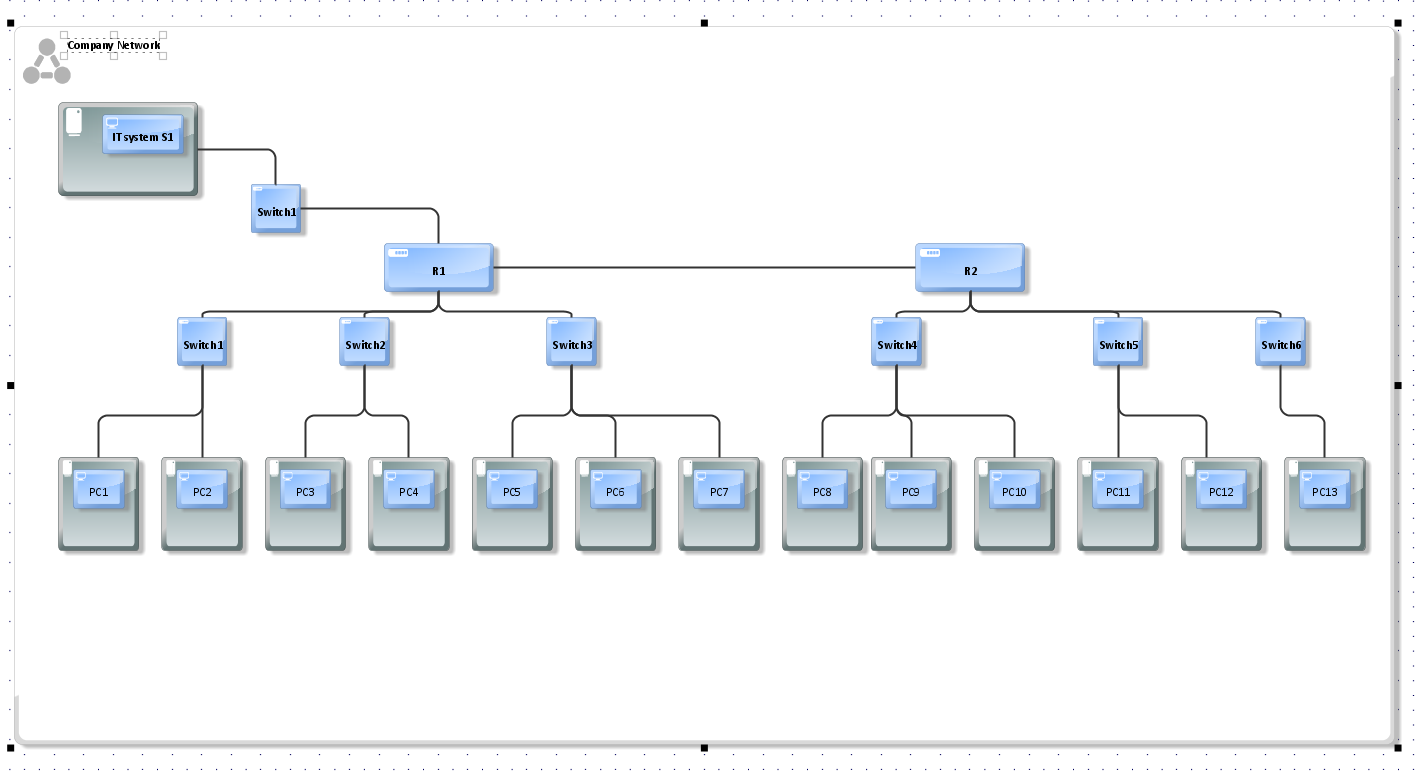 Company Network
ITsystem S1
Switch1
R1
R2
Switch1
Switch2
Switch3
Switch4
Switch5
Switch6
PC1
PC2
PC3
PC4
PC5
PC6
PC7
PC8
PC9
PC10
PC11
PC12
PC13